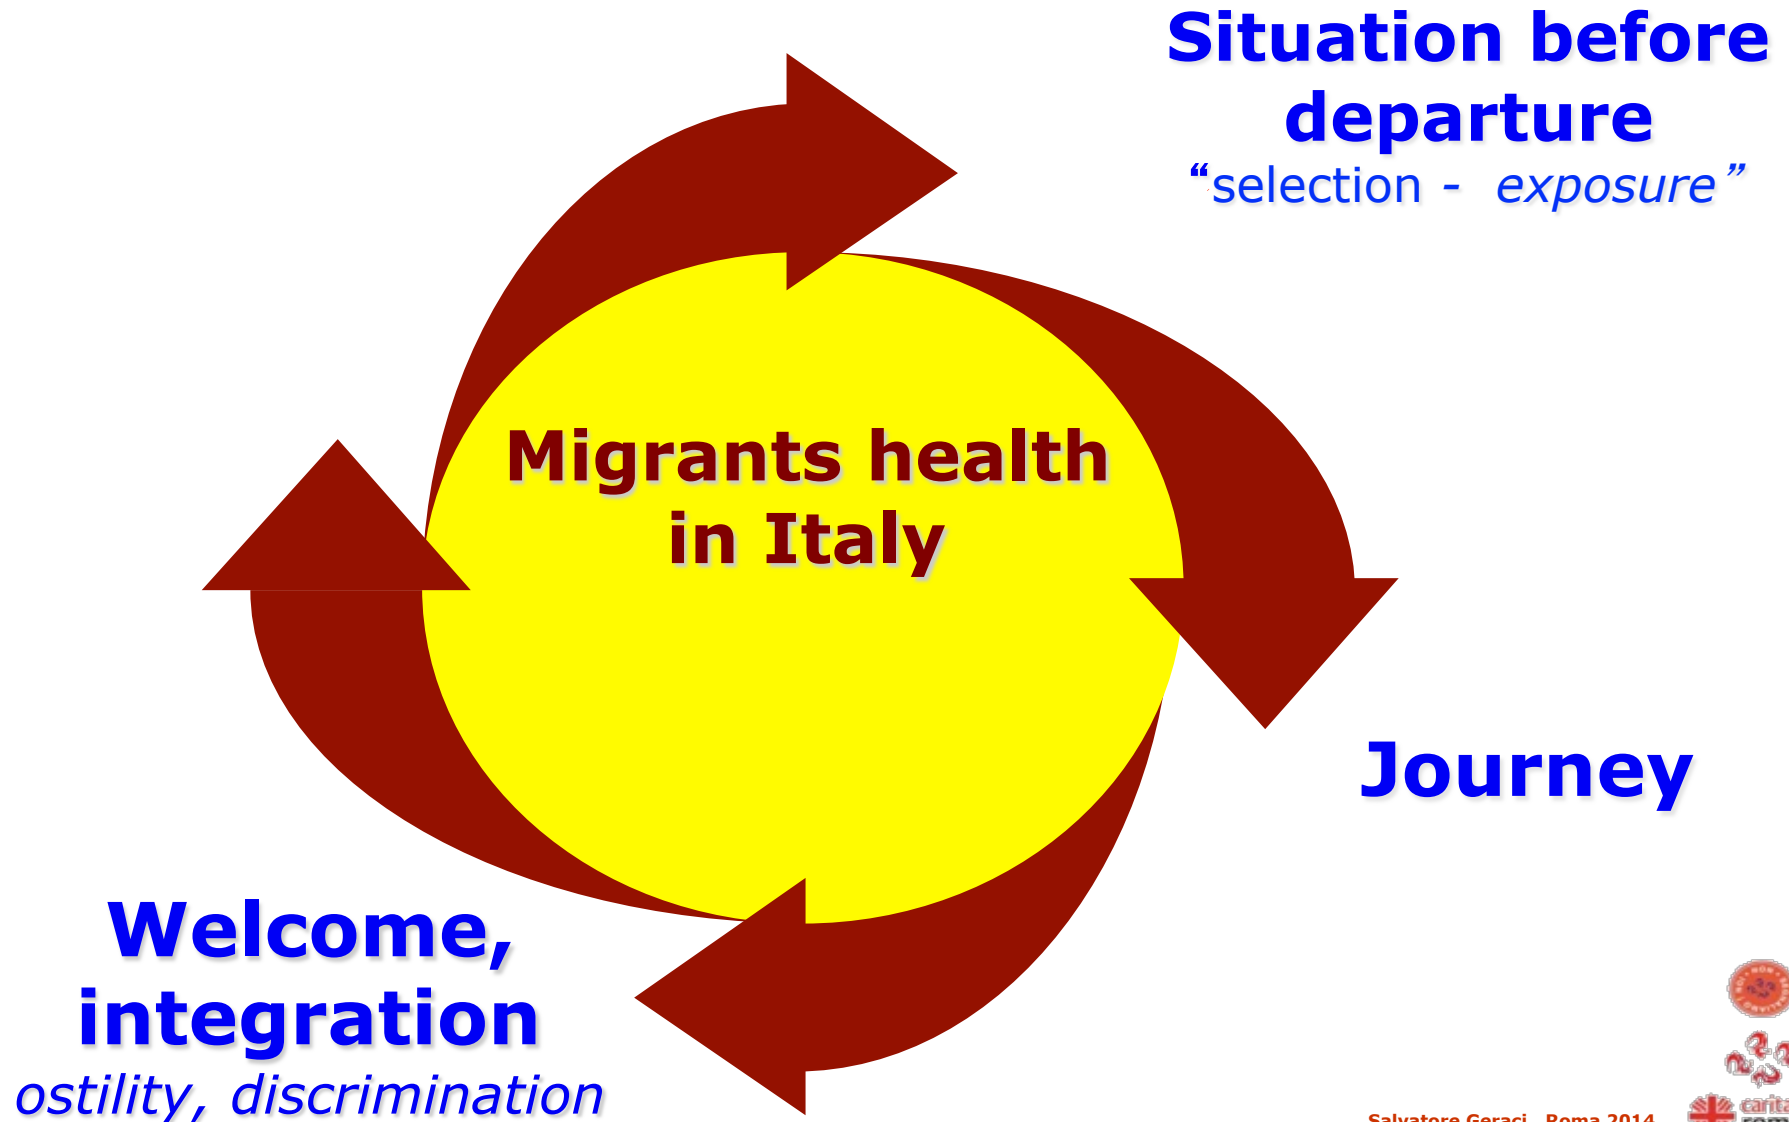 Situation before
departure
“selection - exposure”
Migrants health
in Italy
Journey
Welcome,
integration
ostility, discrimination
Salvatore Geraci Roma 2014